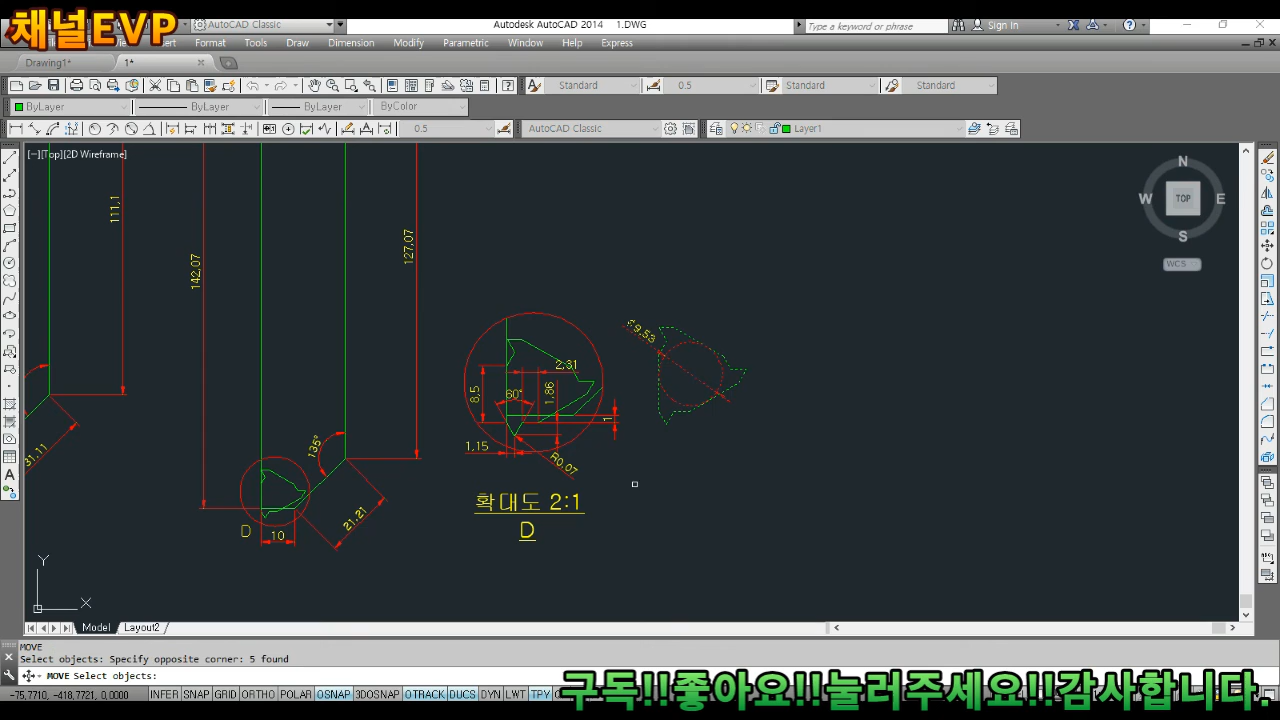 채널EVP
AutoCAD Classic
Autodesk AutoCAD 2014 1.DWG
Type a keyword or phrase
Sign In
Format Tools Draw Dimension Modify Parametric Window Help Express
Drawing1*
1*
Standard
0.5
Standard
Standard
ByLayer
ByLayer
ByLayer
ByColor
0.5
AutoCAD Classic
Layer1
[−][Top][2D Wireframe]
N
W
TOP
E
S
WCS
111,1
142,07
127,07
31,11
135°
21,21
D
10
2,31
8,5
60°
1,86
1
1,15
R0,07
9,53
확대도 2:1
D
Y
X
Model
Layout2
MOVE
Select objects: Specify opposite corner: 5 found
MOVE Select objects:
-75,7710, -418,7721, 0,0000
INFER SNAP GRID ORTHO POLAR OSNAP 3DOSNAP OTRACK DUCS DYN LWT TPY
구독!!좋아요!!눌러주세요!!감사합니다.